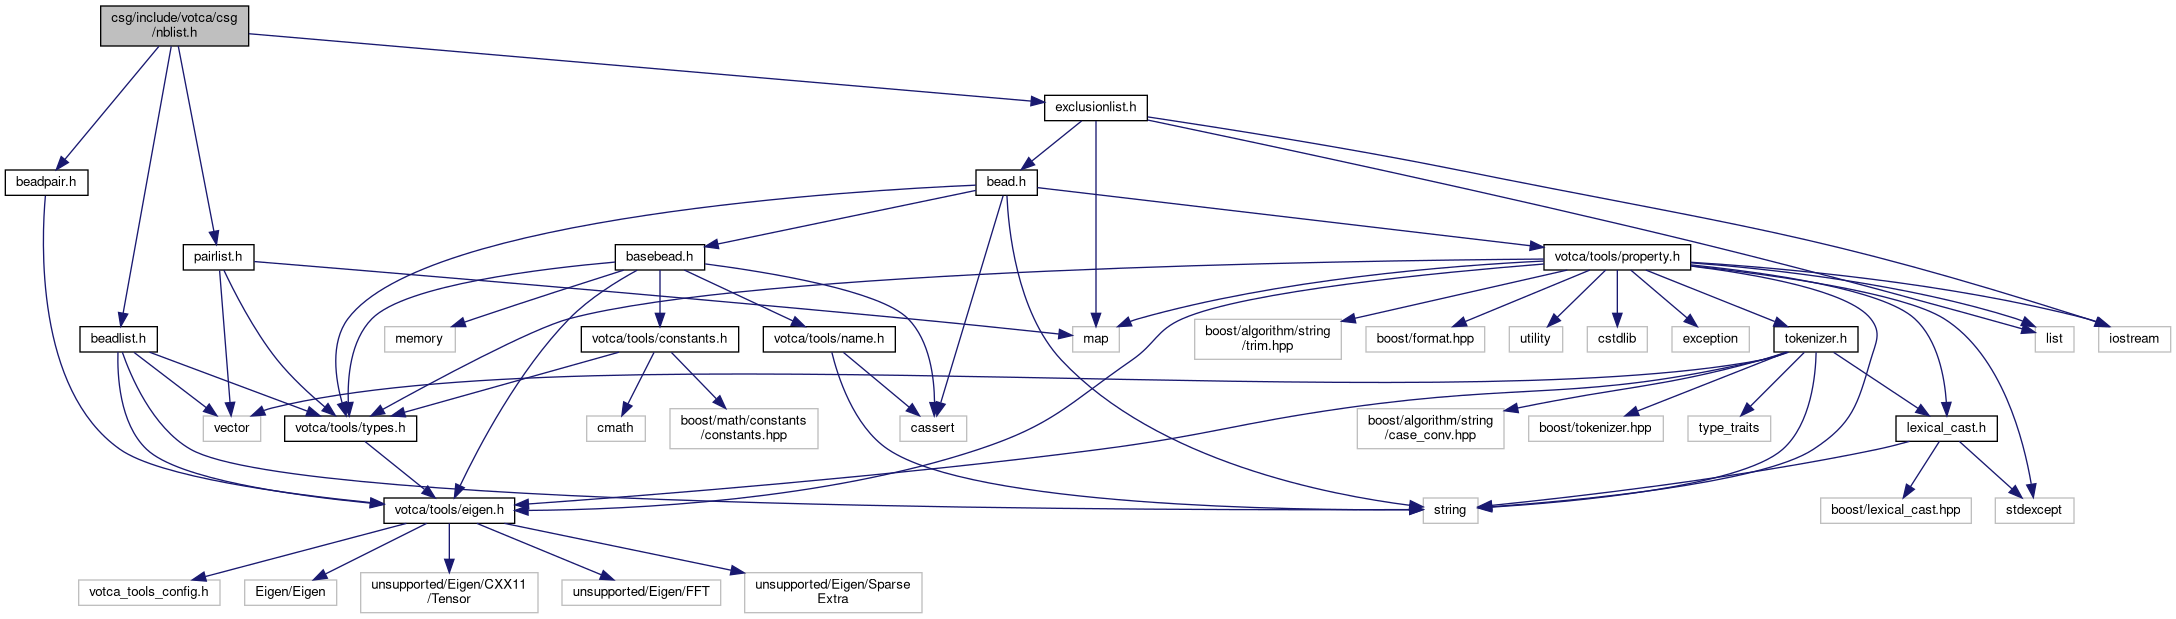 csg/include/votca/csg
/nblist.h
exclusionlist.h
beadpair.h
bead.h
pairlist.h
basebead.h
votca/tools/property.h
beadlist.h
memory
votca/tools/constants.h
votca/tools/name.h
map
boost/algorithm/string
/trim.hpp
boost/format.hpp
utility
cstdlib
exception
tokenizer.h
list
iostream
vector
votca/tools/types.h
cmath
boost/math/constants
/constants.hpp
cassert
boost/algorithm/string
/case_conv.hpp
boost/tokenizer.hpp
type_traits
lexical_cast.h
votca/tools/eigen.h
string
boost/lexical_cast.hpp
stdexcept
votca_tools_config.h
Eigen/Eigen
unsupported/Eigen/CXX11
/Tensor
unsupported/Eigen/FFT
unsupported/Eigen/Sparse
Extra